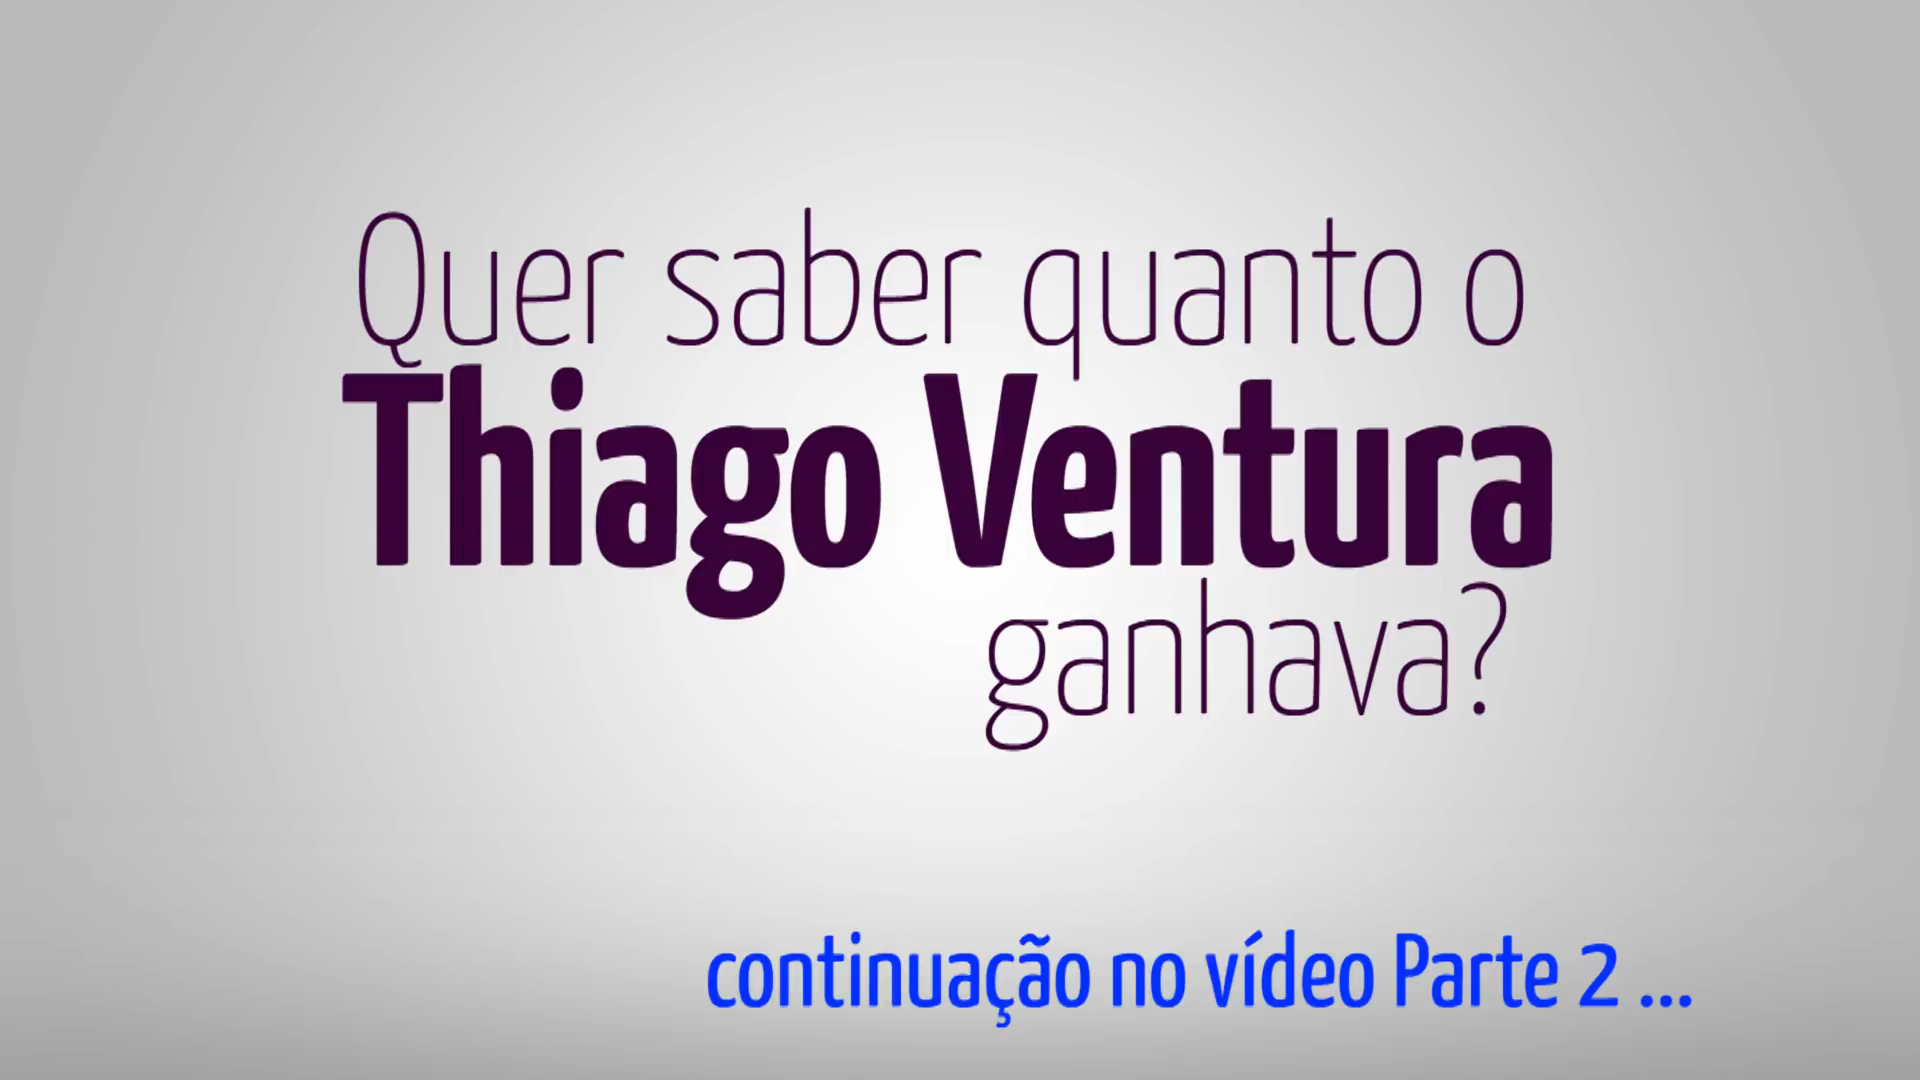 Quer saber quanto o
Thiago Ventura
ganhava?
continuação no vídeo Parte 2 ...